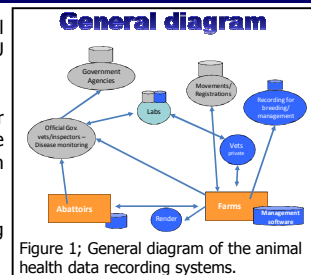 l
U
r
e
n
g
General diagram
Government
Agencies
Movements/
Registrations
Recording for
breeding/
management
Labs
Official Gov.
vets/inspectors –
Disease monitoring
Vets
private
Abattoirs
Render
Farms
Management
software
Figure 1; General diagram of the animal
health data recording systems.